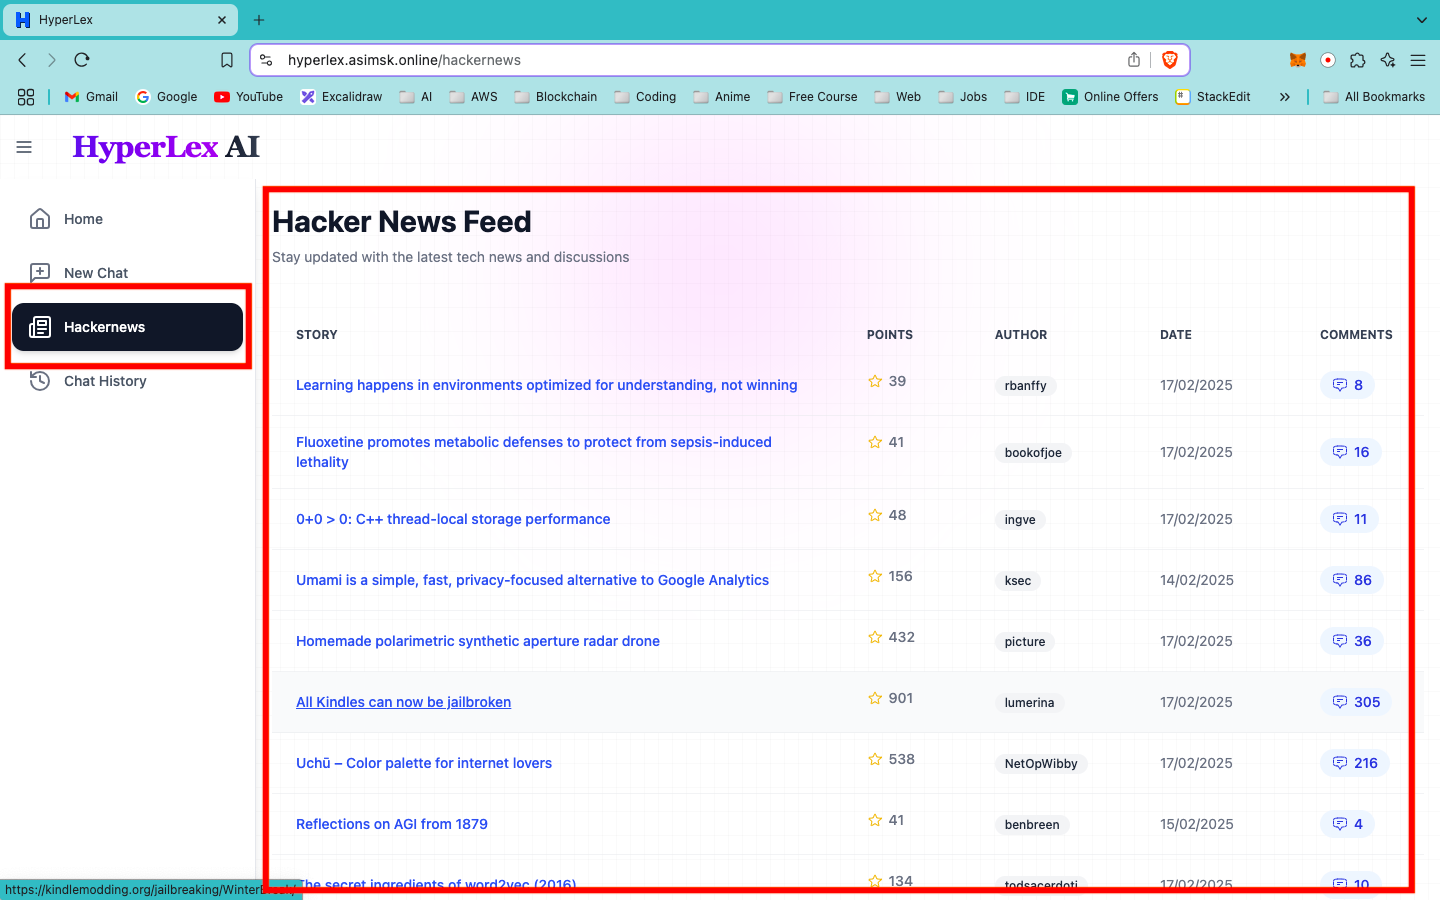 HyperLex
hyperlex.asimsk.online/hackernews
Gmail Google YouTube Excalidraw AI AWS Blockchain Coding Anime Free Course Web Jobs IDE Online Offers StackEdit All Bookmarks
HyperLex AI
Home
New Chat
Hackernews
Chat History
Hacker News Feed
Stay updated with the latest tech news and discussions
STORY POINTS AUTHOR DATE COMMENTS
Learning happens in environments optimized for understanding, not winning 39 rbanffy 17/02/2025 8
Fluoxetine promotes metabolic defenses to protect from sepsis-induced
lethality 41 bookofjoe 17/02/2025 16
0+0 > 0: C++ thread-local storage performance 48 ingve 17/02/2025 11
Umami is a simple, fast, privacy-focused alternative to Google Analytics 156 ksec 14/02/2025 86
Homemade polarimetric synthetic aperture radar drone 432 picture 17/02/2025 36
All Kindles can now be jailbroken 901 lumerina 17/02/2025 305
Uchū – Color palette for internet lovers 538 NetOpWibby 17/02/2025 216
Reflections on AGI from 1879 41 benbreen 15/02/2025 4
The secret ingredients of word2vec (2016) 134 todsacerdoti 17/02/2025 10
https://kindlemodding.org/jailbreaking/WinterBreak/